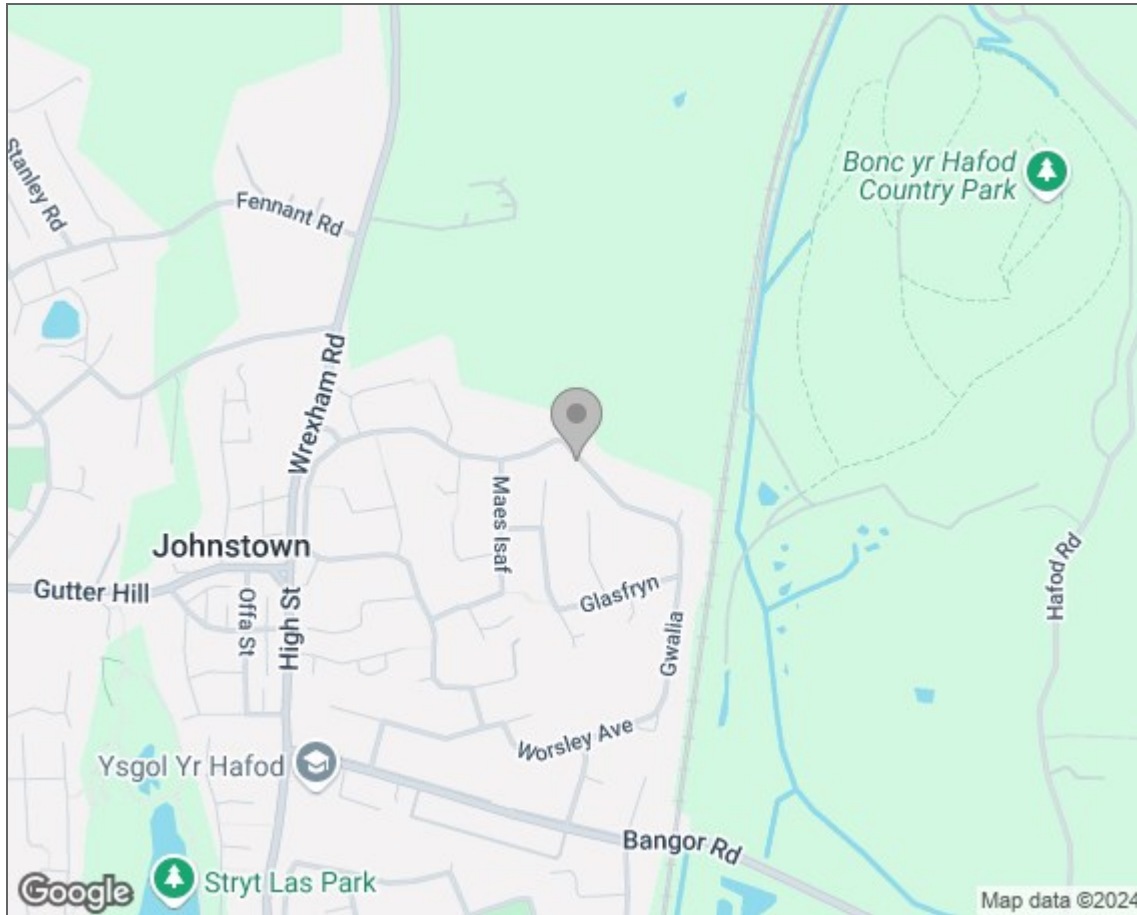 Stanley Rd
Fennant Rd
Bonc yr Hafod
Country Park
Wrexham Rd
Maes Isaf
Johnstown
Gutter Hill
Offa St
High St
Glasfryn
Gwalia
Hafod Rd
Worsley Ave
Ysgol Yr Hafod
Bangor Rd
Stryt Las Park
Google
Map data ©2024